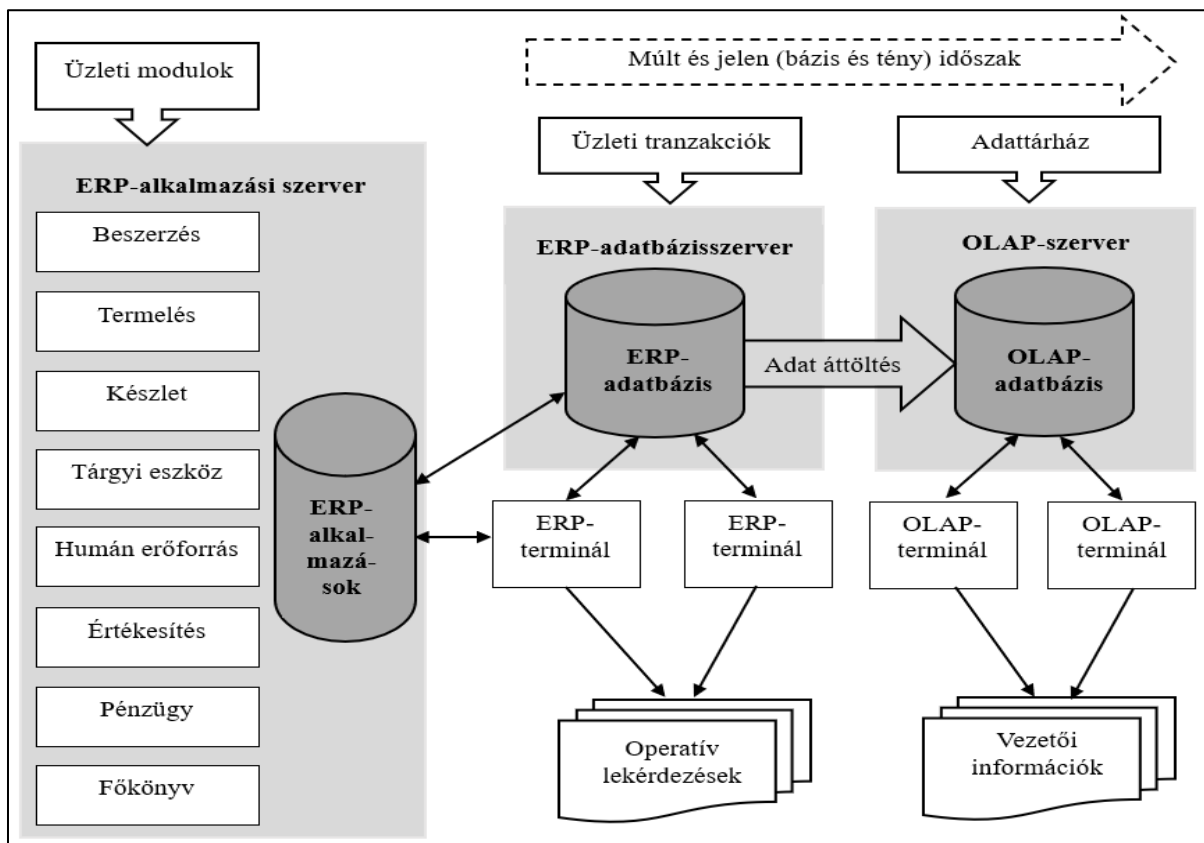 Üzleti modulok
Múlt és jelen (bázis és tény) időszak
Üzleti tranzakciók
Adattárház
ERP-alkalmazási szerver
Beszerzés
Termelés
Készlet
Tárgyi eszköz
Humán erőforrás
Értékesítés
Pénzügy
Főkönyv
ERP-
alkal-
mazá-
sok
ERP-adatbázisszerver
ERP-
adatbázis
Adat áttöltés
OLAP-szerver
OLAP-
adatbázis
ERP-
terminál
ERP-
terminál
OLAP-
terminál
OLAP-
terminál
Operatív
lekérdezések
Vezetői
információk